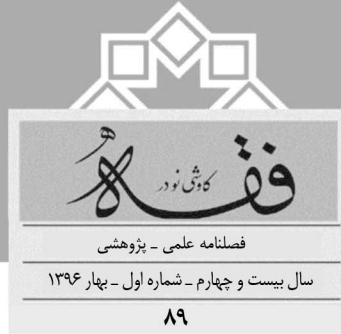 کاوشی نو در فقه
فصلنامه علمی ـ پژوهشی
سال بیست و چهارم ـ شماره اول ـ بهار ۱۳۹۶
۸۹